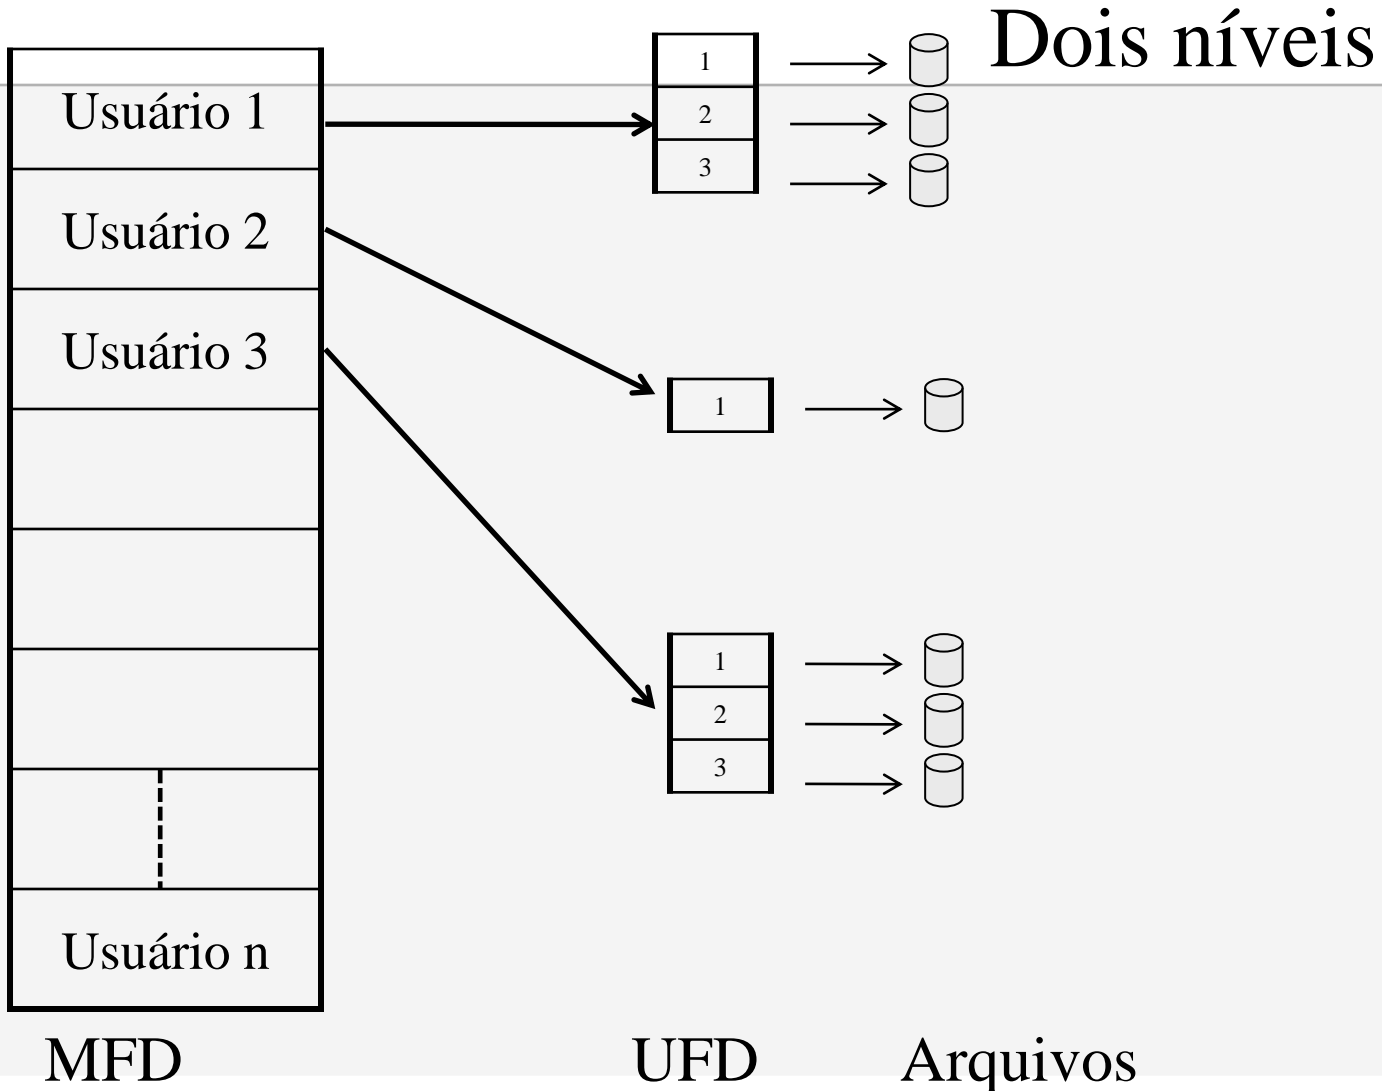 Dois níveis
Usuário 1
Usuário 2
Usuário 3
Usuário n
1
2
3
1
1
2
3
MFD
UFD
Arquivos